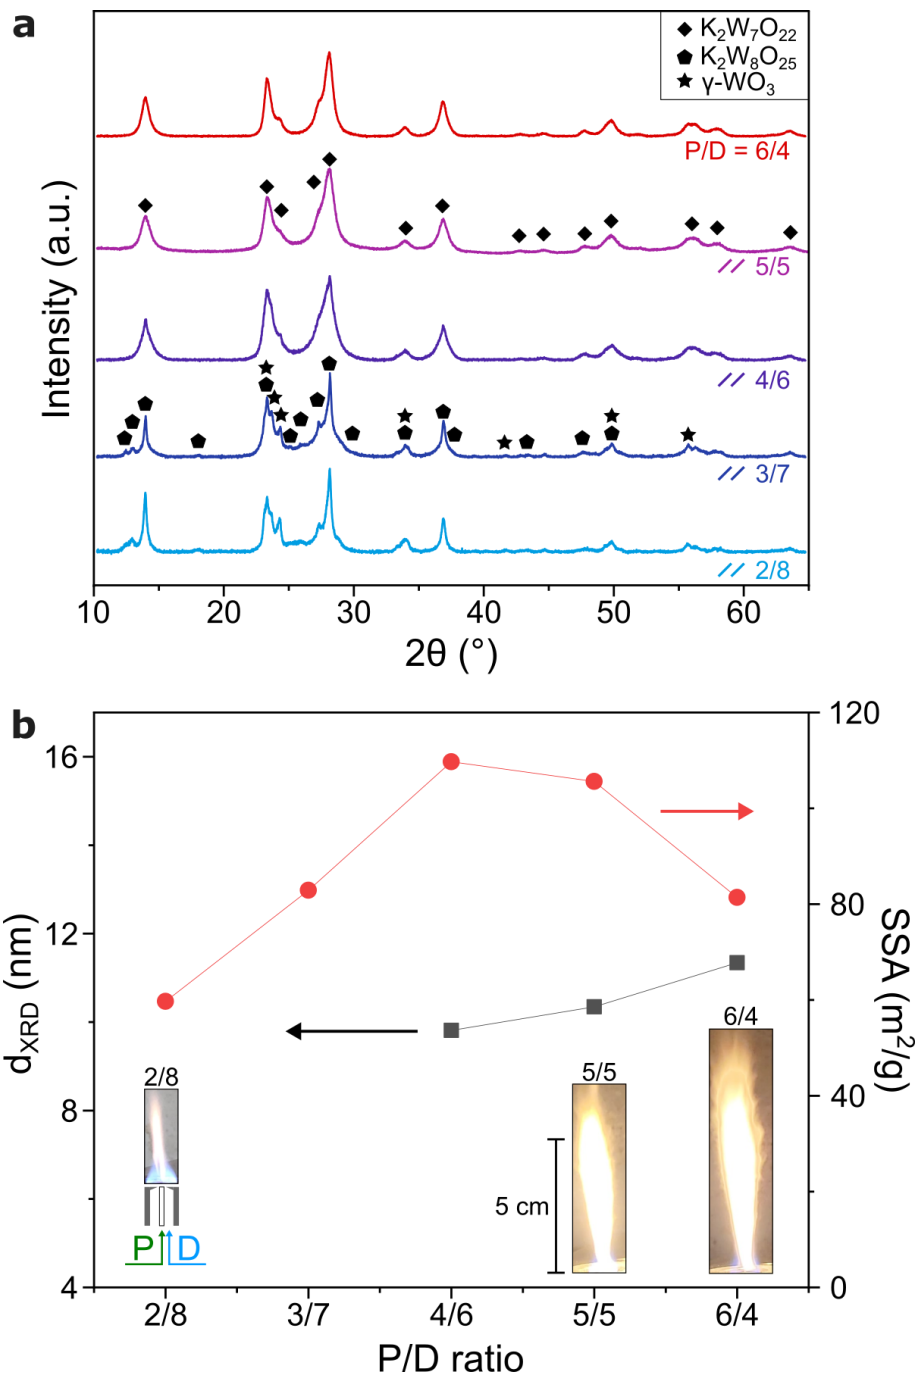 a
K₂W₇O₂₂
K₂W₈O₂₅
γ-WO₃
P/D = 6/4
// 5/5
// 4/6
// 3/7
// 2/8
Intensity (a.u.)
10 20 30 40 50 60
2θ (°)
b
16
12
8
4
dXRD (nm)
120
80
40
0
SSA (m²/g)
2/8
P D
5 cm
5/5
6/4
2/8 3/7 4/6 5/5 6/4
P/D ratio